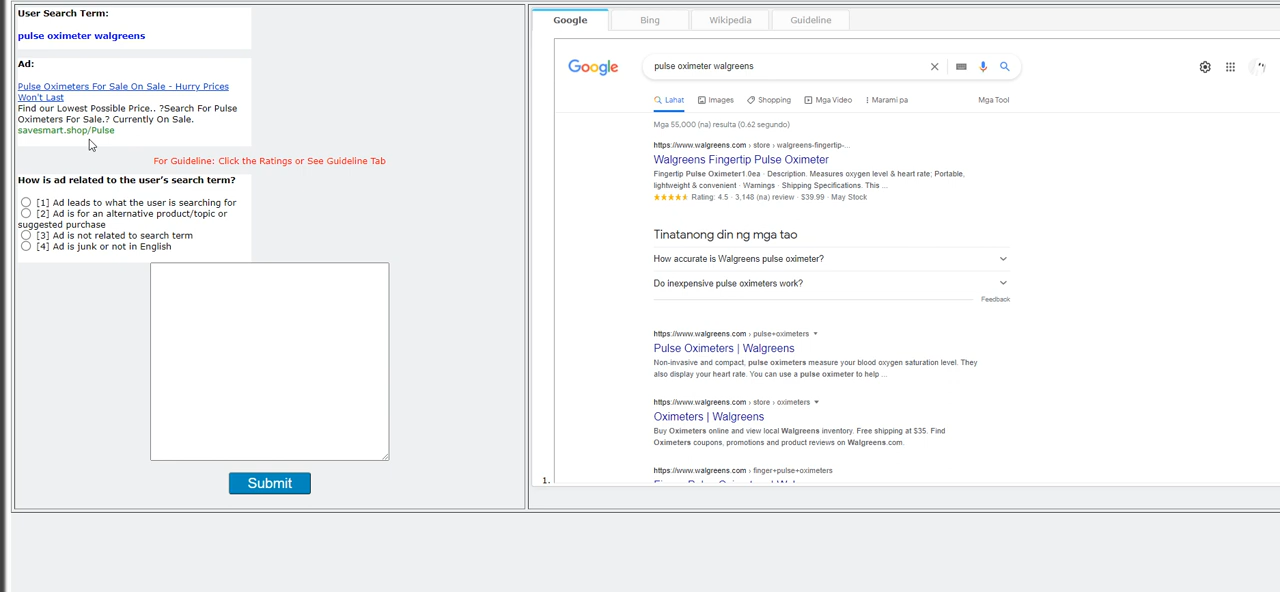 User Search Term:
pulse oximeter walgreens
Ad:
Pulse Oximeters For Sale On Sale - Hurry Prices
Won't Last
Find our Lowest Possible Price.. ?Search For Pulse
Oximeters For Sale.? Currently On Sale.
savesmart.shop/Pulse
For Guideline: Click the Ratings or See Guideline Tab
How is ad related to the user's search term?
[1] Ad leads to what the user is searching for
[2] Ad is for an alternative product/topic or
suggested purchase
[3] Ad is not related to search term
[4] Ad is junk or not in English
Submit
Google Bing Wikipedia Guideline
Google pulse oximeter walgreens
Lahat Images Shopping Mga Video Marami pa Mga Tool
Mga 55,000 (na) resulta (0.62 segundo)
https://www.walgreens.com › store › walgreens-fingertip-...
Walgreens Fingertip Pulse Oximeter
Fingertip Pulse Oximeter1.0ea · Description. Measures oxygen level & heart rate; Portable,
lightweight & convenient · Warnings · Shipping Specifications. This ...
Rating: 4.5 · 3,148 (na) review · $39.99 · May Stock
Tinatanong din ng mga tao
How accurate is Walgreens pulse oximeter?
Do inexpensive pulse oximeters work?
Feedback
https://www.walgreens.com › pulse+oximeters
Pulse Oximeters | Walgreens
Non-invasive and compact, pulse oximeters measure your blood oxygen saturation level. They
also display your heart rate. You can use a pulse oximeter to help ...
https://www.walgreens.com › store › oximeters
Oximeters | Walgreens
Buy Oximeters online and view local Walgreens inventory. Free shipping at $35. Find
Oximeters coupons, promotions and product reviews on Walgreens.com.
https://www.walgreens.com › finger+pulse+oximeters
1.